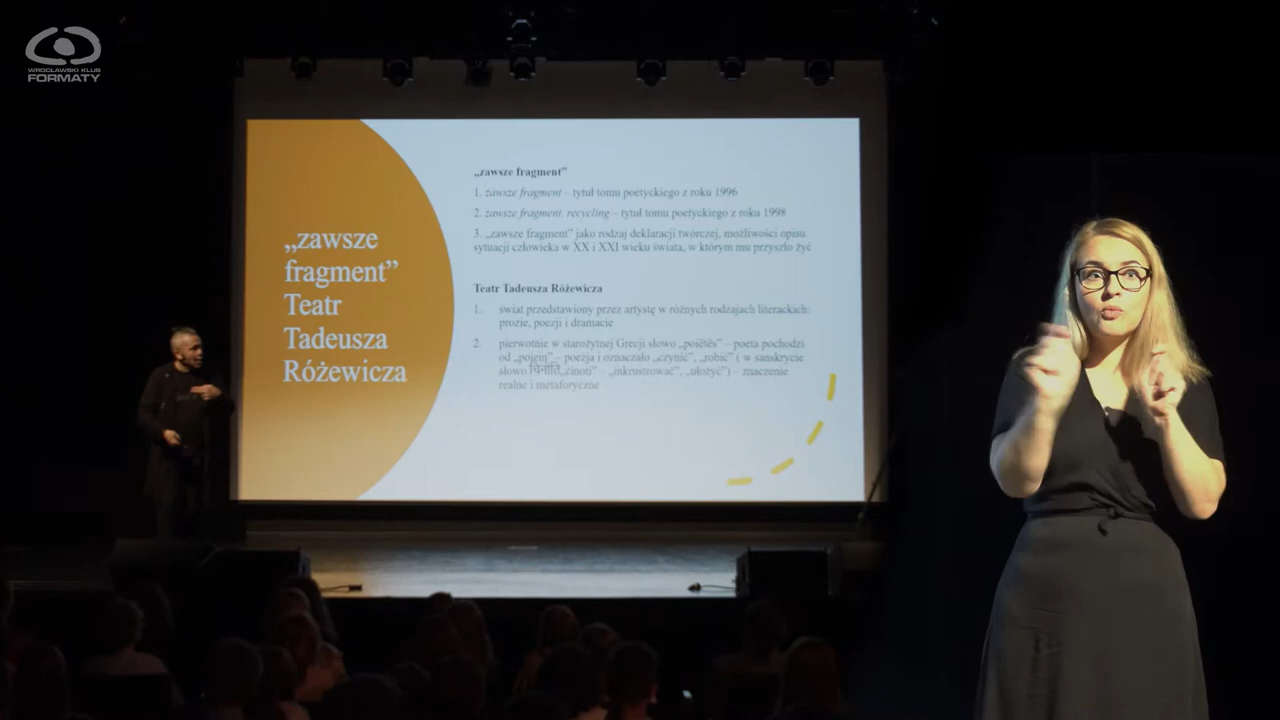 WROCŁAWSKI KLUB
FORMATY
„zawsze
fragment”
Teatr
Tadeusza
Różewicza
„zawsze fragment”
1. zawsze fragment – tytuł tomu poetyckiego z roku 1996
2. zawsze fragment. recycling – tytuł tomu poetyckiego z roku 1998
3. „zawsze fragment” jako rodzaj deklaracji twórczej, możliwości opisu
sytuacji człowieka w XX i XXI wieku świata, w którym mu przyszło żyć
Teatr Tadeusza Różewicza
1. świat przedstawiony przez artystę w różnych rodzajach literackich:
prozie, poezji i dramacie
2. pierwotnie w starożytnej Grecji słowo „poiētēs” – poeta pochodzi
od „pojein” – poezja i oznaczało „czynić”, „robić” ( w sanskrycie
słowo चिनोति „cinoti” – „inkrustować”, „ułożyć”) – znaczenie
realne i metaforyczne